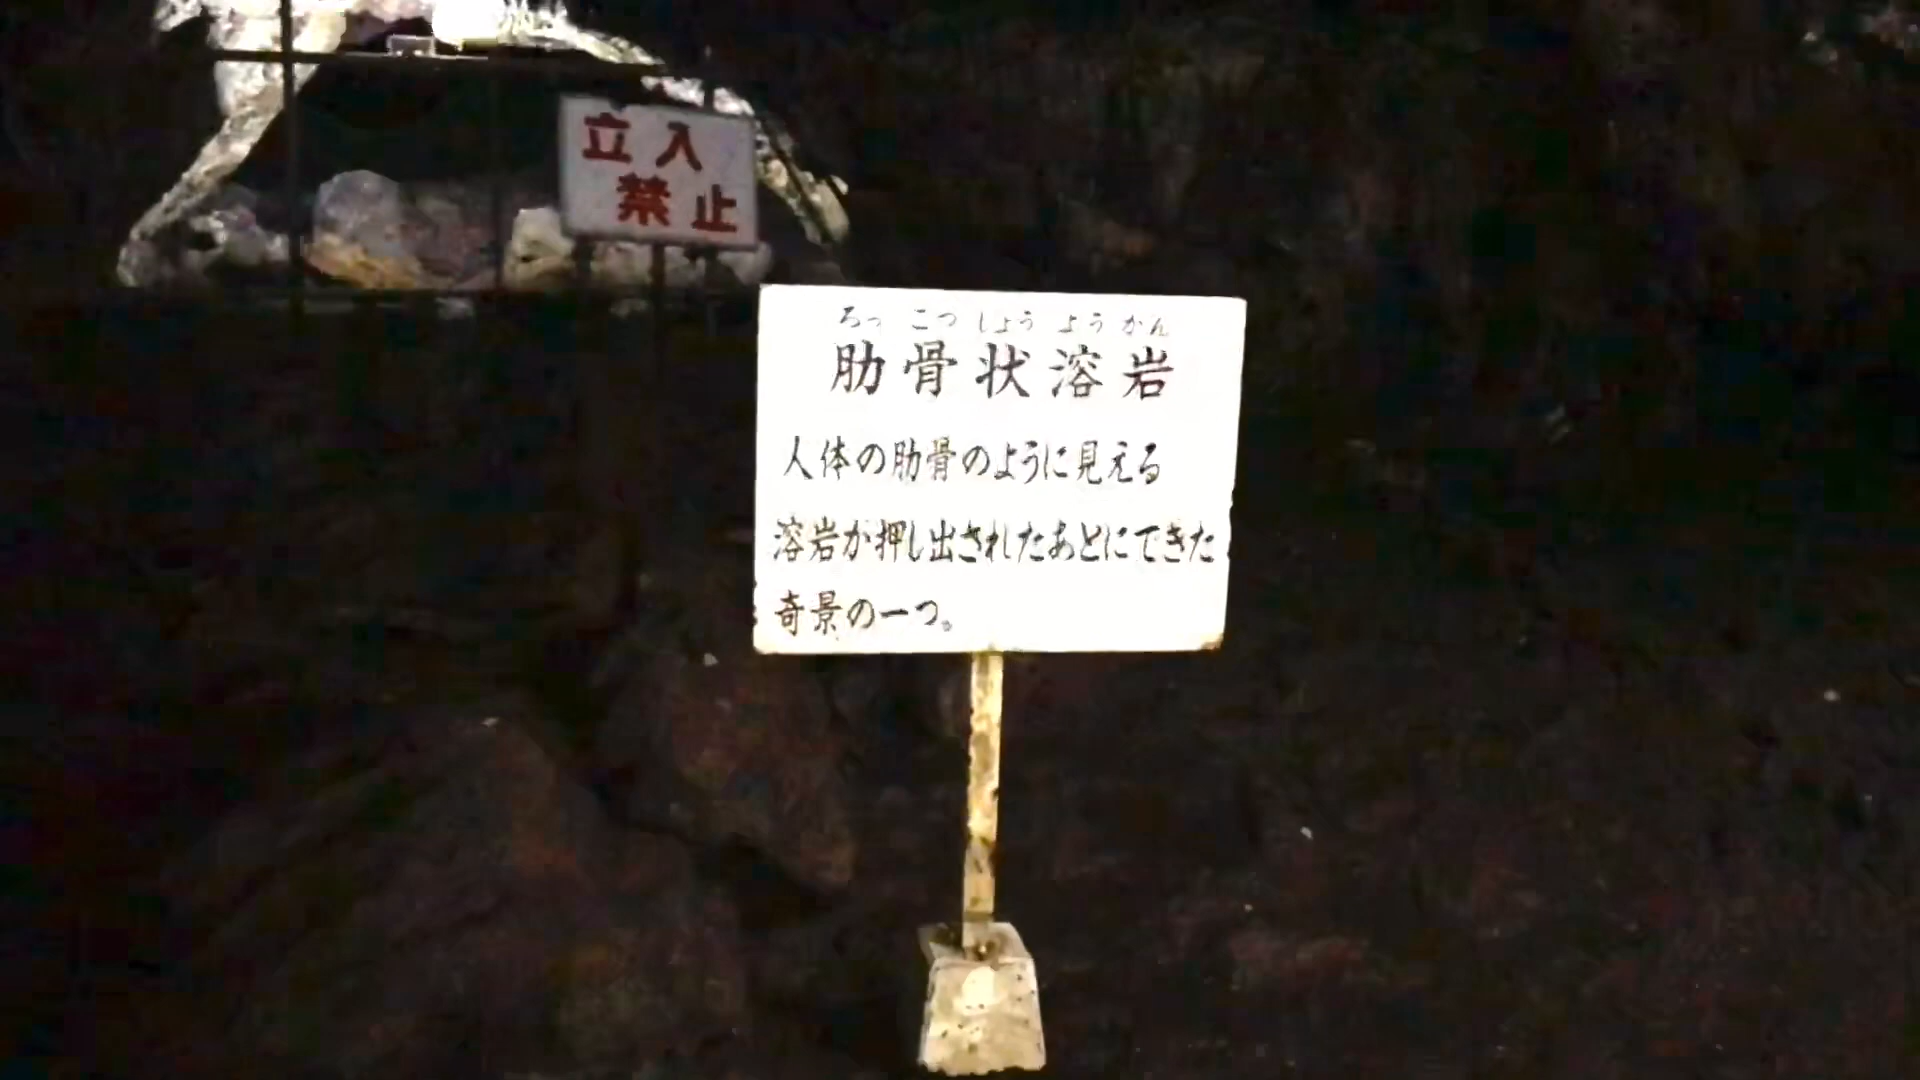 立入
禁止
ろっこつしょうようかん
肋骨状溶岩
人体の肋骨のように見える
溶岩が押し出されたあとにできた
奇景の一つ。